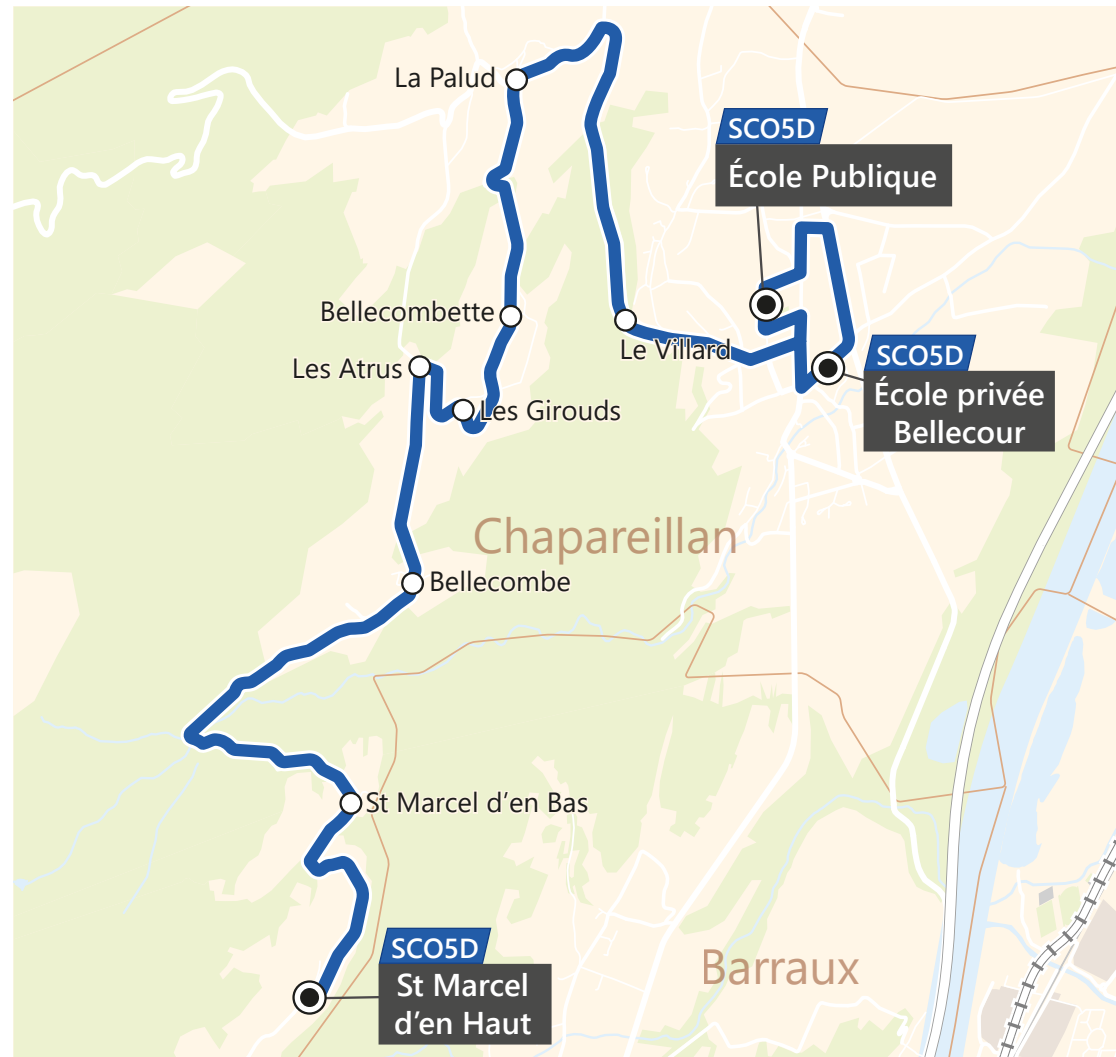 La Palud
SCO5D
École Publique
Bellecombette
Le Villard
Les Atrus
SCO5D
École privée
Bellecour
Les Girouds
Chapareillan
Bellecombe
St Marcel d'en Bas
SCO5D
St Marcel
d'en Haut
Barraux